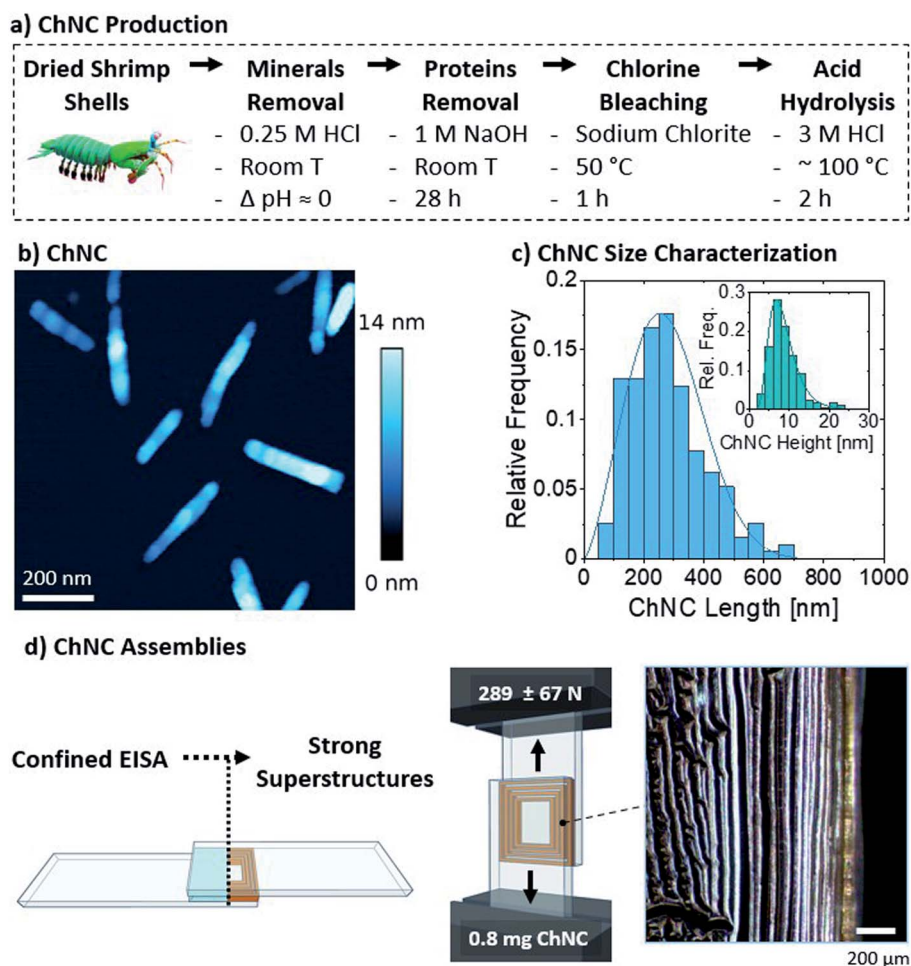 a) ChNC Production
Dried Shrimp
Shells
Minerals
Removal
- 0.25 M HCl
- Room T
- Δ pH ≈ 0
Proteins
Removal
- 1 M NaOH
- Room T
- 28 h
Chlorine
Bleaching
- Sodium Chlorite
- 50 °C
- 1 h
Acid
Hydrolysis
- 3 M HCl
- ~ 100 °C
- 2 h
b) ChNC
14 nm
0 nm
200 nm
c) ChNC Size Characterization
Relative Frequency
0.2
0.15
0.1
0.05
0
0 200 400 600 800 1000
ChNC Length [nm]
Rel. Freq.
0.3
0.2
0.1
0
0 10 20 30
ChNC Height [nm]
d) ChNC Assemblies
Confined EISA
Strong
Superstructures
289 ± 67 N
0.8 mg ChNC
200 µm